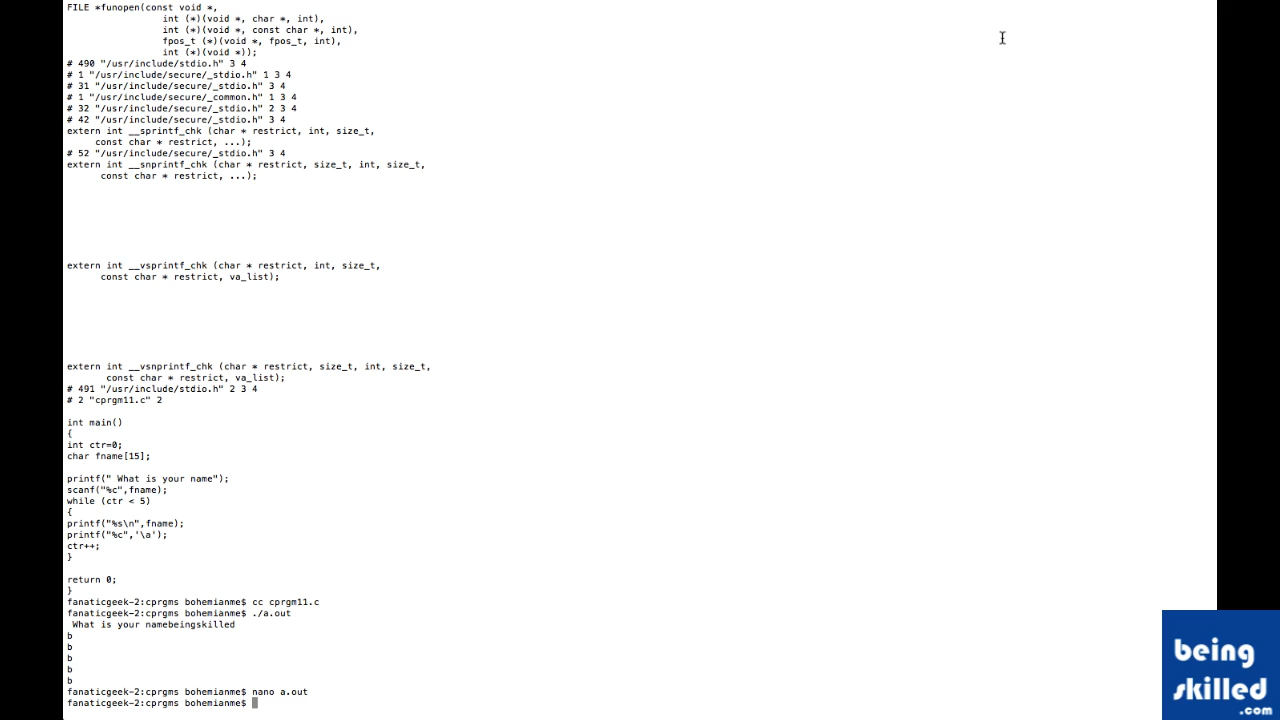 FILE *funopen(const void *,
int (*)(void *, char *, int),
int (*)(void *, const char *, int),
fpos_t (*)(void *, fpos_t, int),
int (*)(void *));
# 490 "/usr/include/stdio.h" 3 4
# 1 "/usr/include/secure/_stdio.h" 1 3 4
# 31 "/usr/include/secure/_stdio.h" 3 4
# 1 "/usr/include/secure/_common.h" 1 3 4
# 32 "/usr/include/secure/_stdio.h" 2 3 4
# 42 "/usr/include/secure/_stdio.h" 3 4
extern int __sprintf_chk (char * restrict, int, size_t,
const char * restrict, ...);
# 52 "/usr/include/secure/_stdio.h" 3 4
extern int __snprintf_chk (char * restrict, size_t, int, size_t,
const char * restrict, ...);
extern int __vsprintf_chk (char * restrict, int, size_t,
const char * restrict, va_list);
extern int __vsnprintf_chk (char * restrict, size_t, int, size_t,
const char * restrict, va_list);
# 491 "/usr/include/stdio.h" 2 3 4
# 2 "cprgm11.c" 2
int main()
{
int ctr=0;
char fname[15];
printf(" What is your name");
scanf("%c",fname);
while (ctr < 5)
{
printf("%s\n",fname);
printf("%c",'\a');
ctr++;
}
return 0;
}
fanaticgeek-2:cprgms bohemianme$ cc cprgm11.c
fanaticgeek-2:cprgms bohemianme$ ./a.out
What is your namebeingskilled
b
b
b
b
b
fanaticgeek-2:cprgms bohemianme$ nano a.out
fanaticgeek-2:cprgms bohemianme$
being
skilled
.com